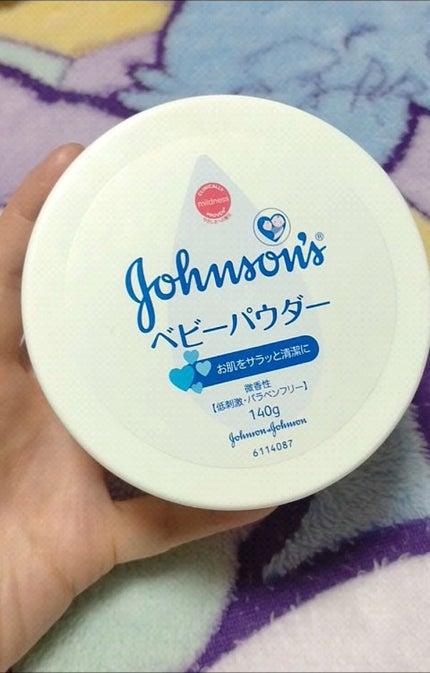 CLINICALLY
mildness
PROVEN
Johnson's®
ベビーパウダー
お肌をサラッと清潔に
微香性
【低刺激・パラベンフリー】
140g
Johnson & Johnson
6114087